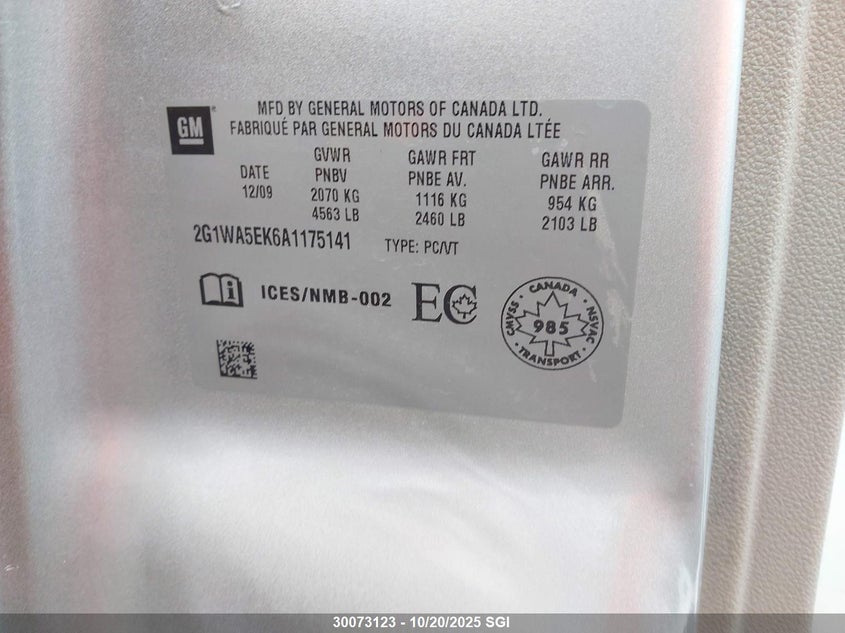 GM
MFD BY GENERAL MOTORS OF CANADA LTD.
FABRIQUÉ PAR GENERAL MOTORS DU CANADA LTÉE
DATE
12/09
GVWR
PNBV
2070 KG
4563 LB
GAWR FRT
PNBE AV.
1116 KG
2460 LB
GAWR RR
PNBE ARR.
954 KG
2103 LB
2G1WA5EK6A1175141 TYPE: PC/VT
i ICES/NMB-002 EC
CANADA
CMVSS
985
NSVAC
TRANSPORT
30073123 - 10/20/2025 SGI